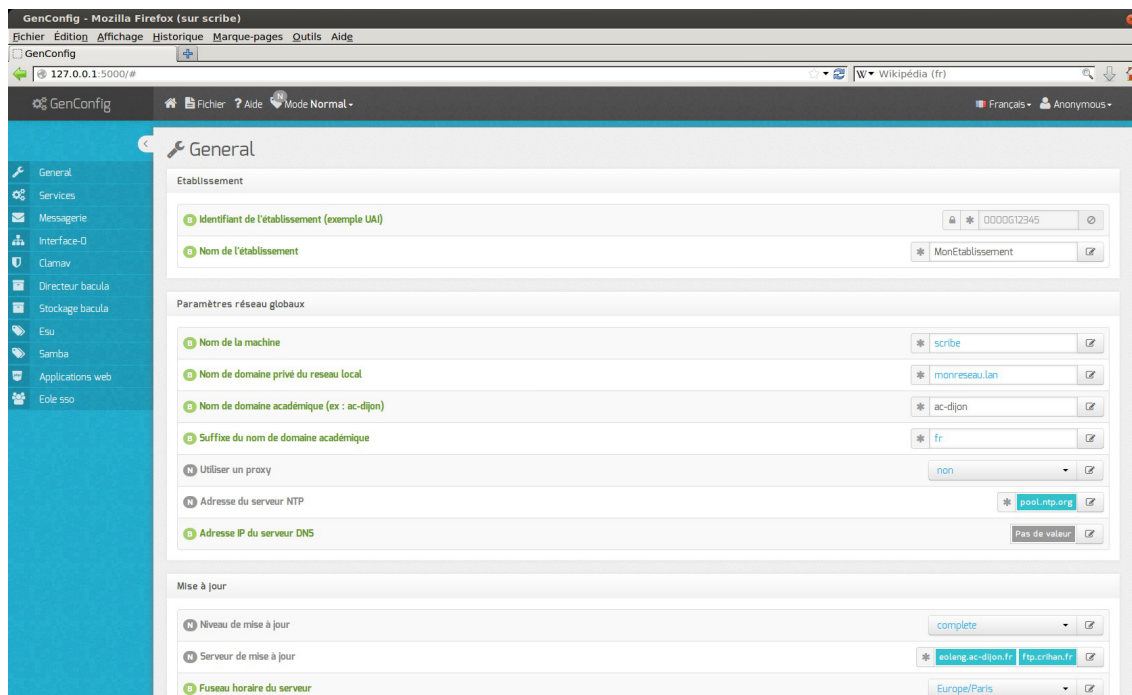 GenConfig - Mozilla Firefox (sur scribe)
Fichier Édition Affichage Historique Marque-pages Outils Aide
GenConfig
127.0.0.1:5000/#
W Wikipédia (fr)
GenConfig
Fichier ? Aide N Mode Normal
Français Anonymous
General
Services
Messagerie
Interface-0
Clamav
Directeur bacula
Stockage bacula
Esu
Samba
Applications web
Eole sso
General
Etablissement
B Identifiant de l'établissement (exemple UAI) * 0000G12345
B Nom de l'établissement * MonEtablissement
Paramètres réseau globaux
B Nom de la machine * scribe
B Nom de domaine privé du reseau local * monreseau.lan
B Nom de domaine académique (ex : ac-dijon) * ac-dijon
B Suffixe du nom de domaine académique * fr
N Utiliser un proxy non
N Adresse du serveur NTP * pool.ntp.org
B Adresse IP du serveur DNS Pas de valeur
Mise à jour
N Niveau de mise à jour complete
N Serveur de mise à jour * eoleng.ac-dijon.fr ftp.crihan.fr
B Fuseau horaire du serveur Europe/Paris